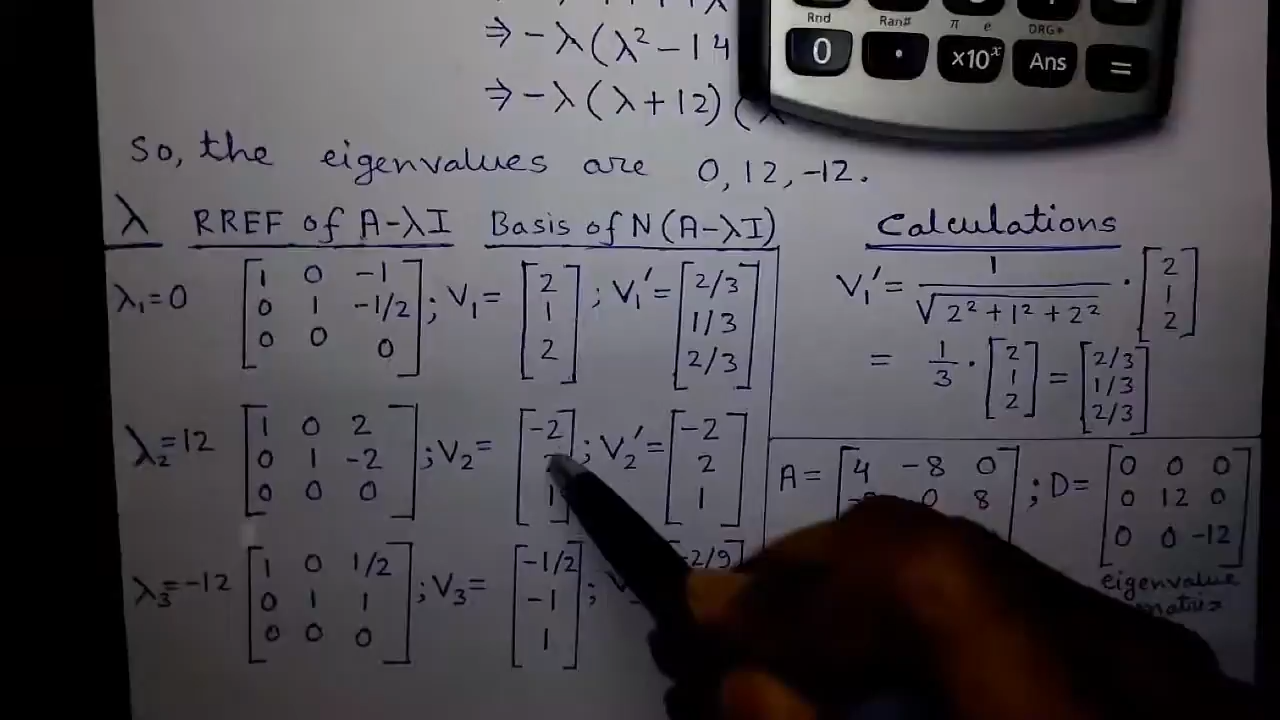 Rnd Ran# π e DRG▸
0 · ×10ˣ Ans =
⇒ -λ(λ²-14
⇒ -λ(λ+12)(λ
So, the eigenvalues are 0, 12, -12.
λ RREF of A-λI Basis of N(A-λI)
λ₁=0 [1 0 -1; 0 1 -1/2; 0 0 0]; V₁= [2; 1; 2]; V₁'= [2/3; 1/3; 2/3]
λ₂=12 [1 0 2; 0 1 -2; 0 0 0]; V₂= [-2; 2; 1]; V₂'= [-2; 2; 1]
λ₃=-12 [1 0 1/2; 0 1 1; 0 0 0]; V₃= [-1/2; -1; 1]; [-2/9
Calculations
V₁'= 1/√(2²+1²+2²) · [2; 1; 2]
= 1/3 · [2; 1; 2] = [2/3; 1/3; 2/3]
A= [4 -8 0; 0 8; D= [0 0 0; 0 12 0; 0 0 -12]
eigenvalue